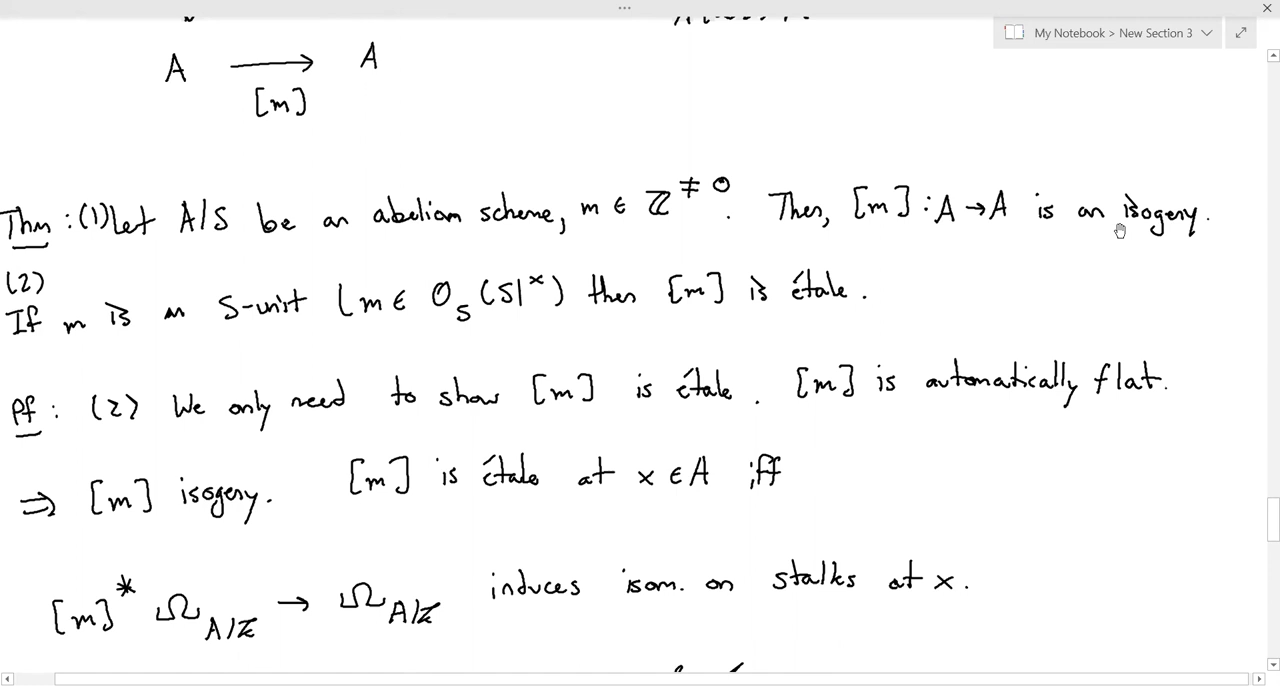 My Notebook > New Section 3
A → A
[m]
Thm : (1) Let A/S be an abelian scheme, m ∈ ℤ^{≠0}. Then, [m] : A → A is an isogeny.
(2)
If m is an S-unit (m ∈ O_S(S)^×) then [m] is étale.
Pf : (2) We only need to show [m] is étale. [m] is automatically flat.
⇒ [m] isogeny. [m] is étale at x ∈ A iff
[m]^* Ω_{A/Z} → Ω_{A/Z} induces isom. on stalks at x.